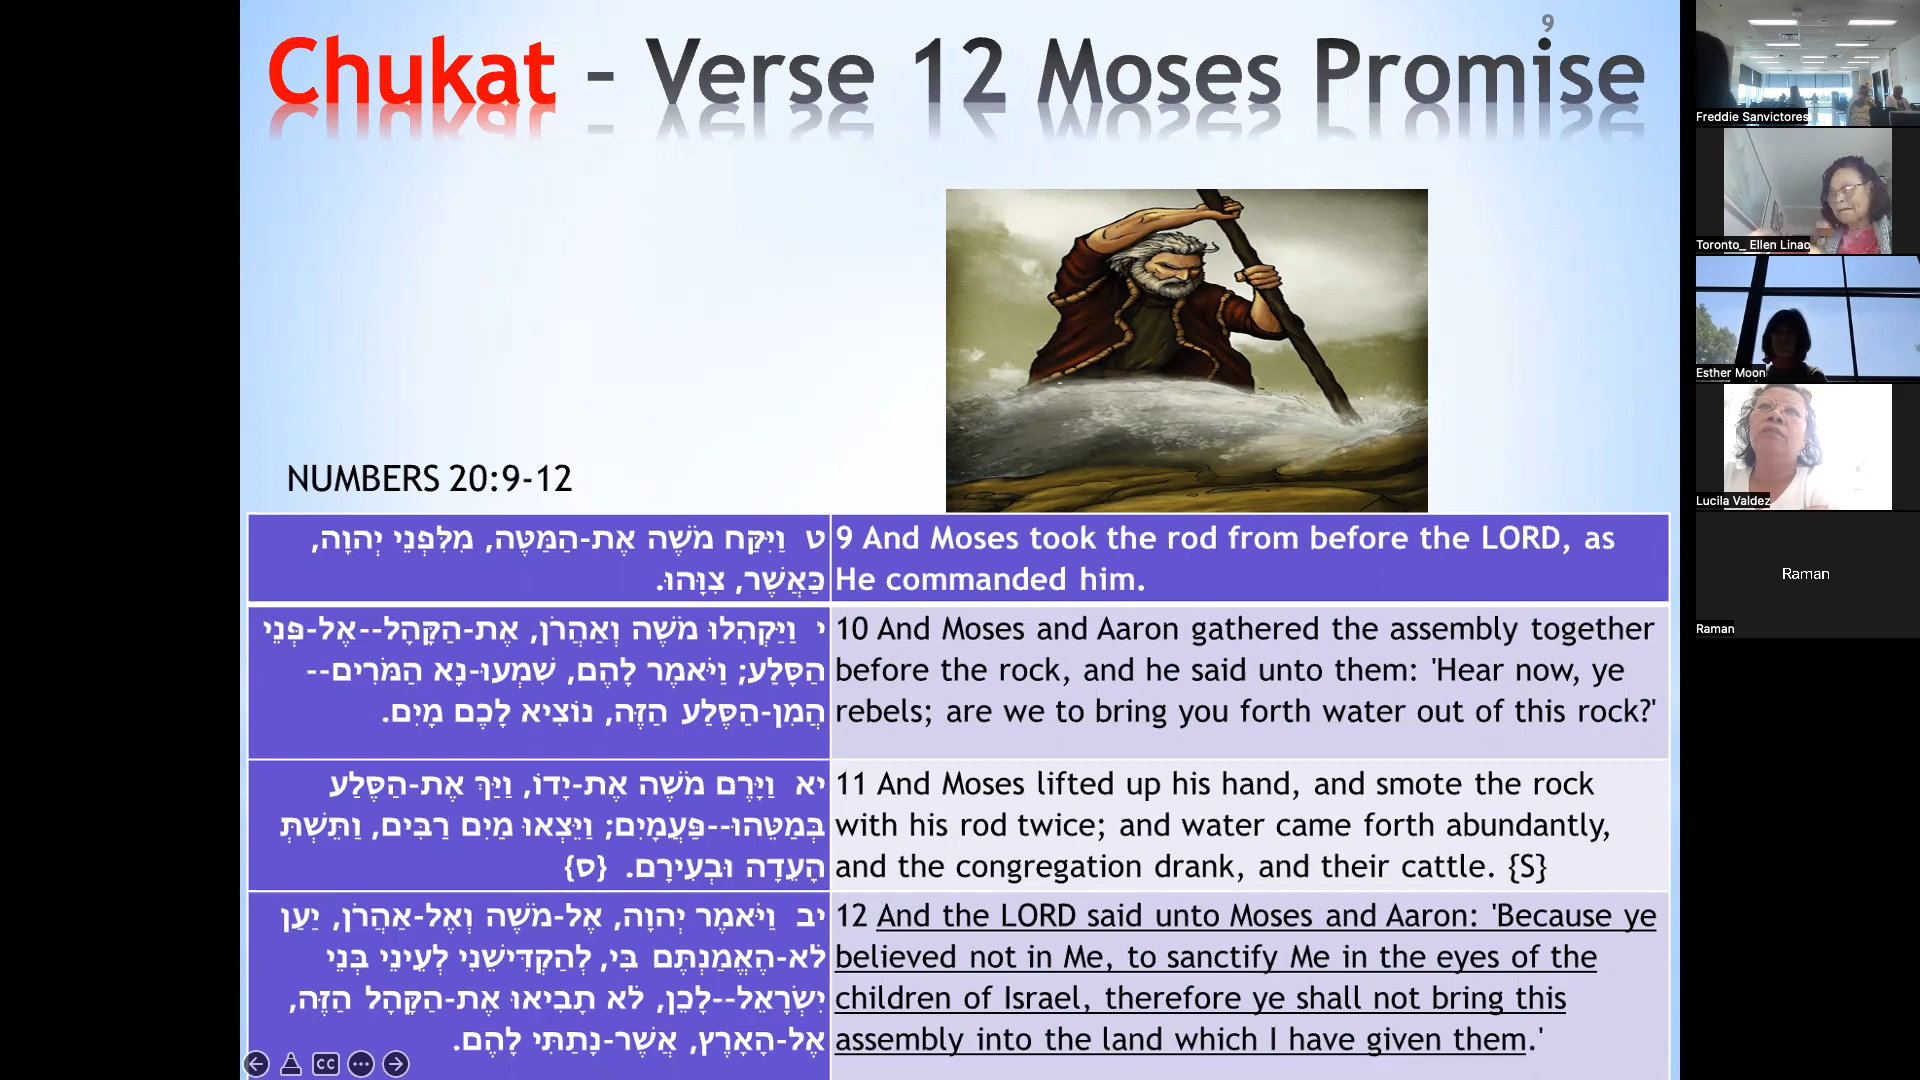 9
Chukat - Verse 12 Moses Promise
NUMBERS 20:9-12
ט וַיִּקַּח מֹשֶׁה אֶת-הַמַּטֶּה, מִלִּפְנֵי יְהוָה,
כַּאֲשֶׁר, צִוָּהוּ.
9 And Moses took the rod from before the LORD, as
He commanded him.
י וַיַּקְהִלוּ מֹשֶׁה וְאַהֲרֹן, אֶת-הַקָּהָל--אֶל-פְּנֵי
הַסָּלַע; וַיֹּאמֶר לָהֶם, שִׁמְעוּ-נָא הַמֹּרִים--
הֲמִן-הַסֶּלַע הַזֶּה, נוֹצִיא לָכֶם מָיִם.
10 And Moses and Aaron gathered the assembly together
before the rock, and he said unto them: 'Hear now, ye
rebels; are we to bring you forth water out of this rock?'
יא וַיָּרֶם מֹשֶׁה אֶת-יָדוֹ, וַיַּךְ אֶת-הַסֶּלַע
בְּמַטֵּהוּ--פַּעֲמָיִם; וַיֵּצְאוּ מַיִם רַבִּים, וַתֵּשְׁתְּ
הָעֵדָה וּבְעִירָם. {ס}
11 And Moses lifted up his hand, and smote the rock
with his rod twice; and water came forth abundantly,
and the congregation drank, and their cattle. {S}
יב וַיֹּאמֶר יְהוָה, אֶל-מֹשֶׁה וְאֶל-אַהֲרֹן, יַעַן
לֹא-הֶאֱמַנְתֶּם בִּי, לְהַקְדִּישֵׁנִי לְעֵינֵי בְּנֵי
יִשְׂרָאֵל--לָכֵן, לֹא תָבִיאוּ אֶת-הַקָּהָל הַזֶּה,
אֶל-הָאָרֶץ, אֲשֶׁר-נָתַתִּי לָהֶם.
12 And the LORD said unto Moses and Aaron: 'Because ye
believed not in Me, to sanctify Me in the eyes of the
children of Israel, therefore ye shall not bring this
assembly into the land which I have given them.'
CC
Freddie Sanvictores
Toronto_ Ellen Linao
Esther Moon
Lucila Valdez
Raman
Raman